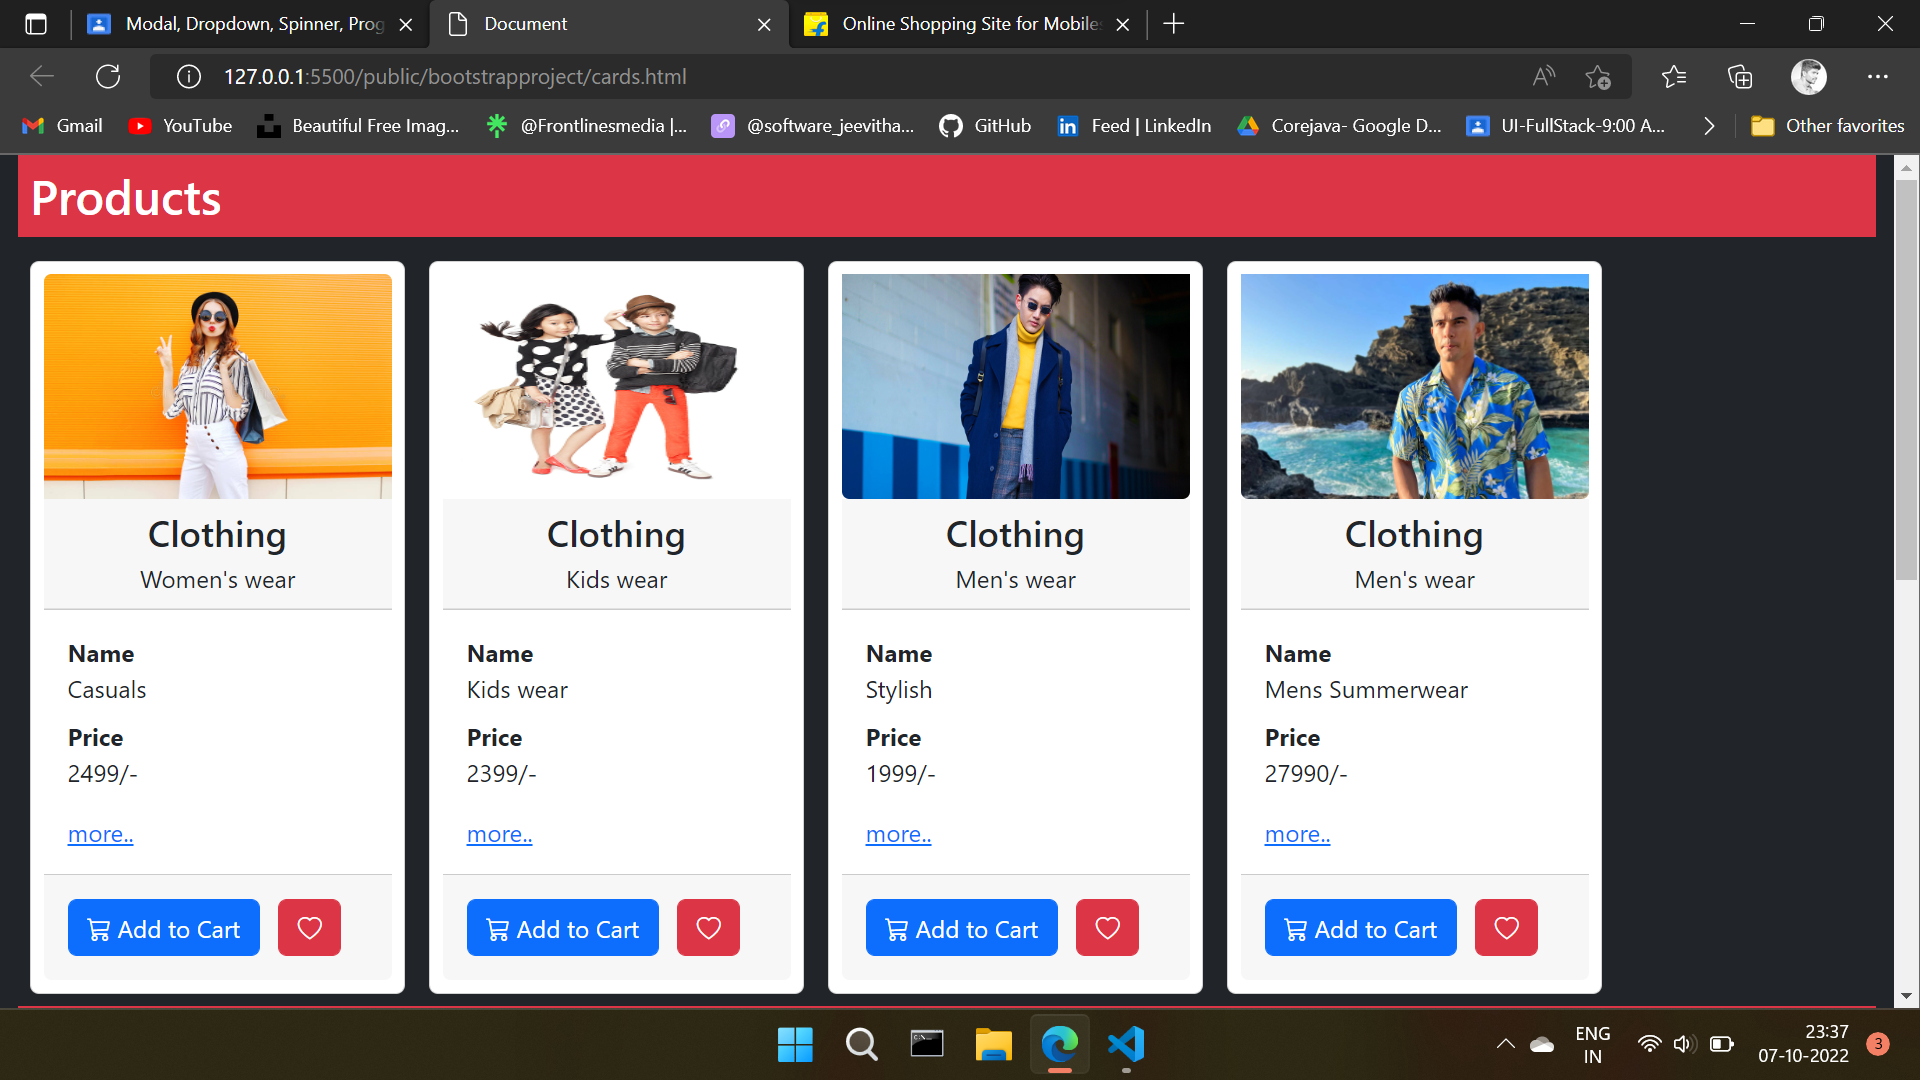 Modal, Dropdown, Spinner, Prog
Document
Online Shopping Site for Mobiles
127.0.0.1:5500/public/bootstrapproject/cards.html
Gmail
YouTube
Beautiful Free Imag...
@Frontlinesmedia |...
@software_jeevitha...
GitHub
Feed | LinkedIn
Corejava- Google D...
UI-FullStack-9:00 A...
Other favorites
Products
Clothing
Women's wear
Name
Casuals
Price
2499/-
more..
Add to Cart
Clothing
Kids wear
Name
Kids wear
Price
2399/-
more..
Add to Cart
Clothing
Men's wear
Name
Stylish
Price
1999/-
more..
Add to Cart
Clothing
Men's wear
Name
Mens Summerwear
Price
27990/-
more..
Add to Cart
ENG
IN
23:37
07-10-2022
3